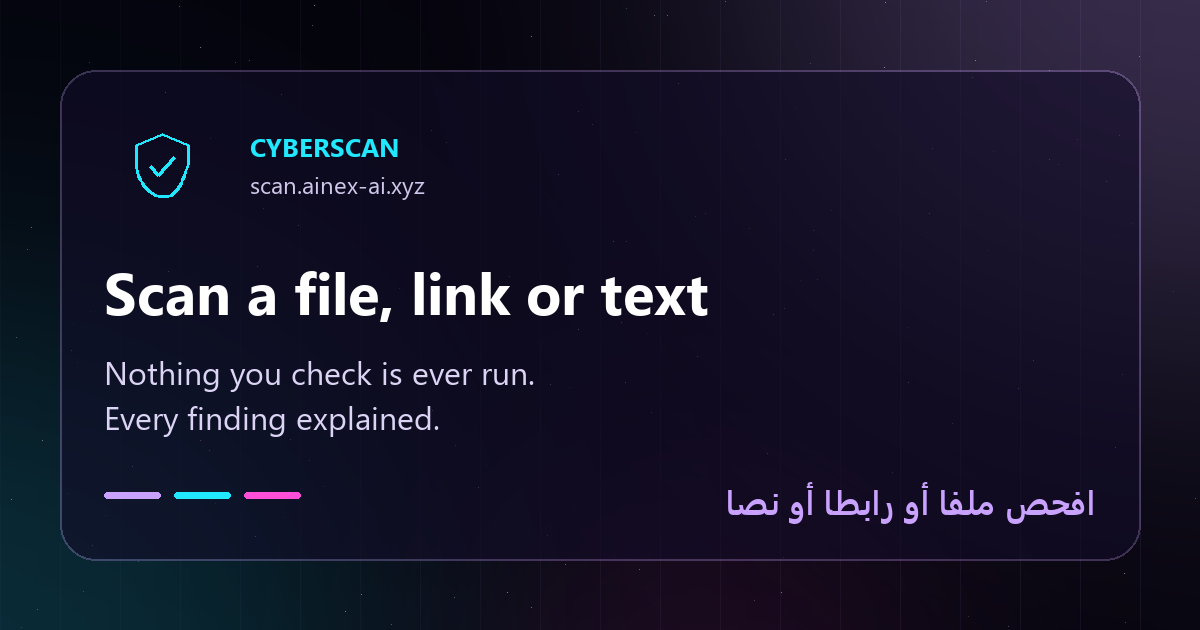 CYBERSCAN
scan.ainex-ai.xyz
Scan a file, link or text
Nothing you check is ever run.
Every finding explained.
افحص ملفا أو رابطا أو نصا